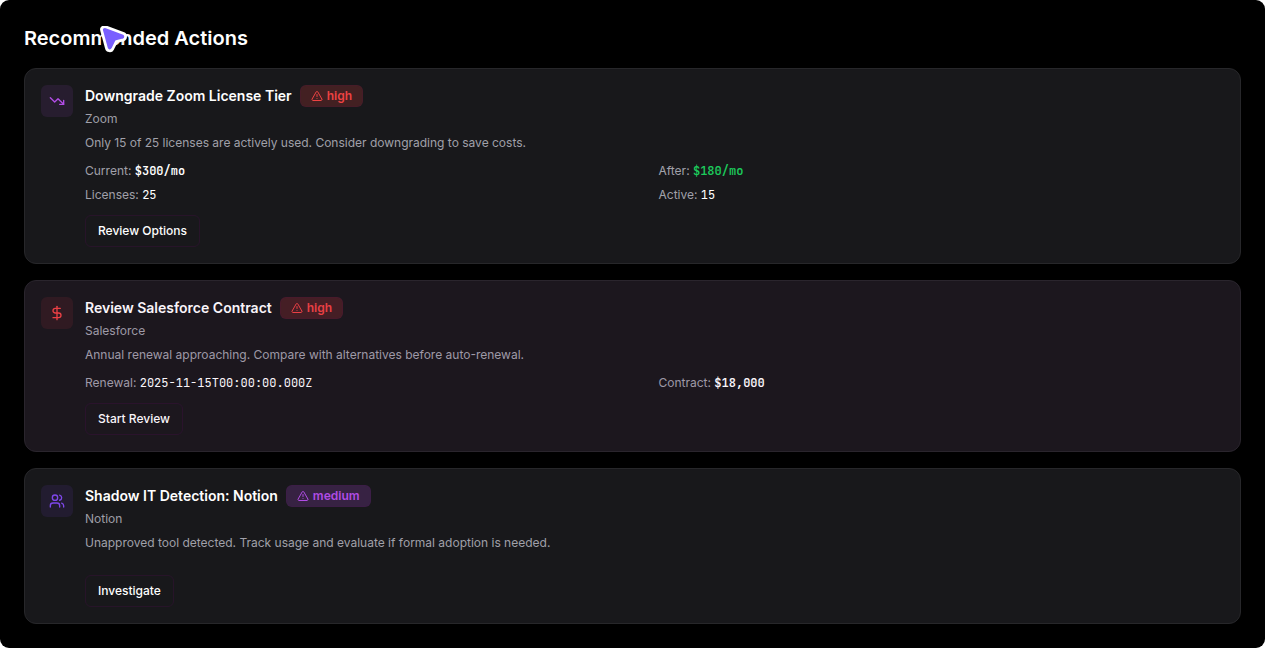 Recommended Actions
Downgrade Zoom License Tier high
Zoom
Only 15 of 25 licenses are actively used. Consider downgrading to save costs.
Current: $300/mo After: $180/mo
Licenses: 25 Active: 15
Review Options
Review Salesforce Contract high
Salesforce
Annual renewal approaching. Compare with alternatives before auto-renewal.
Renewal: 2025-11-15T00:00:00.000Z Contract: $18,000
Start Review
Shadow IT Detection: Notion medium
Notion
Unapproved tool detected. Track usage and evaluate if formal adoption is needed.
Investigate